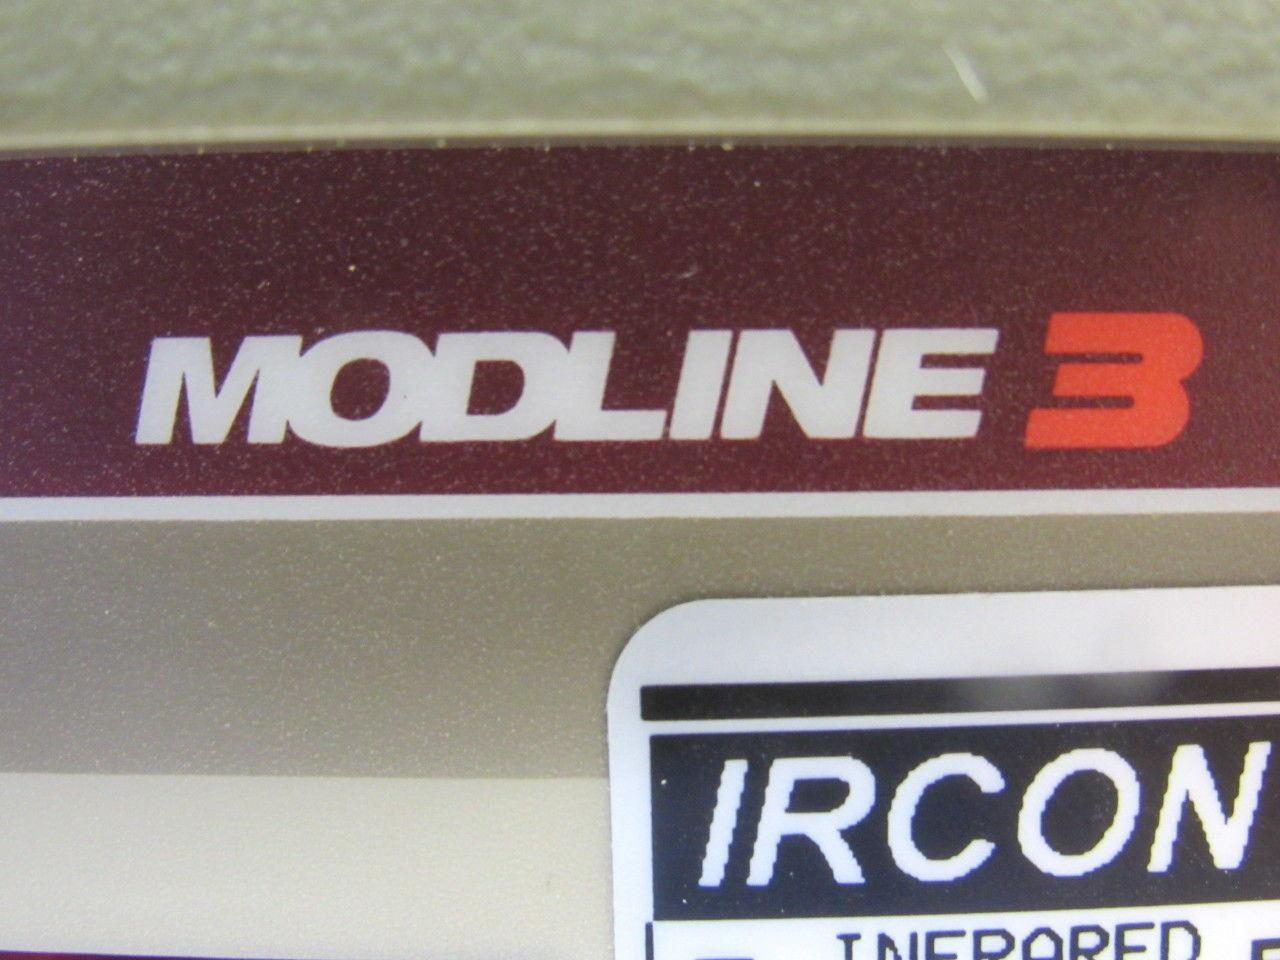 MODLINE 3
IRCON
INFRARED